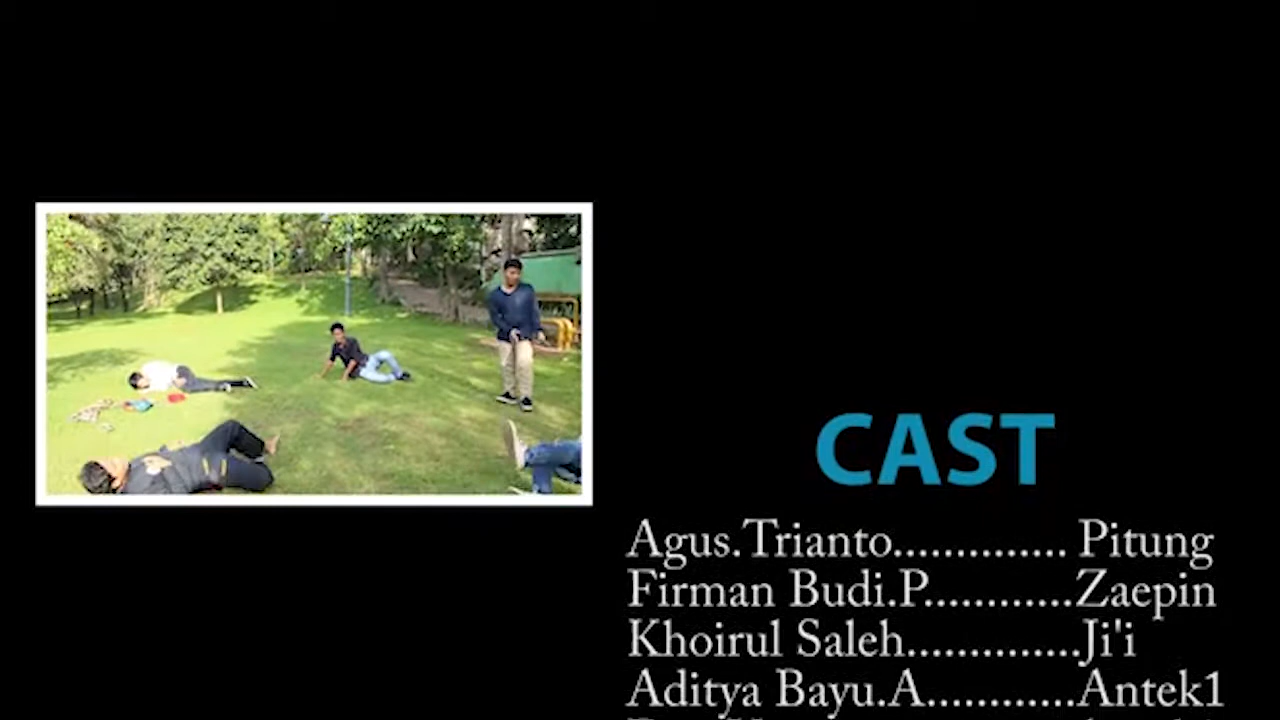 CAST
Agus.Trianto.............. Pitung
Firman Budi.P............Zaepin
Khoirul Saleh..............Ji'i
Aditya Bayu.A............Antek1